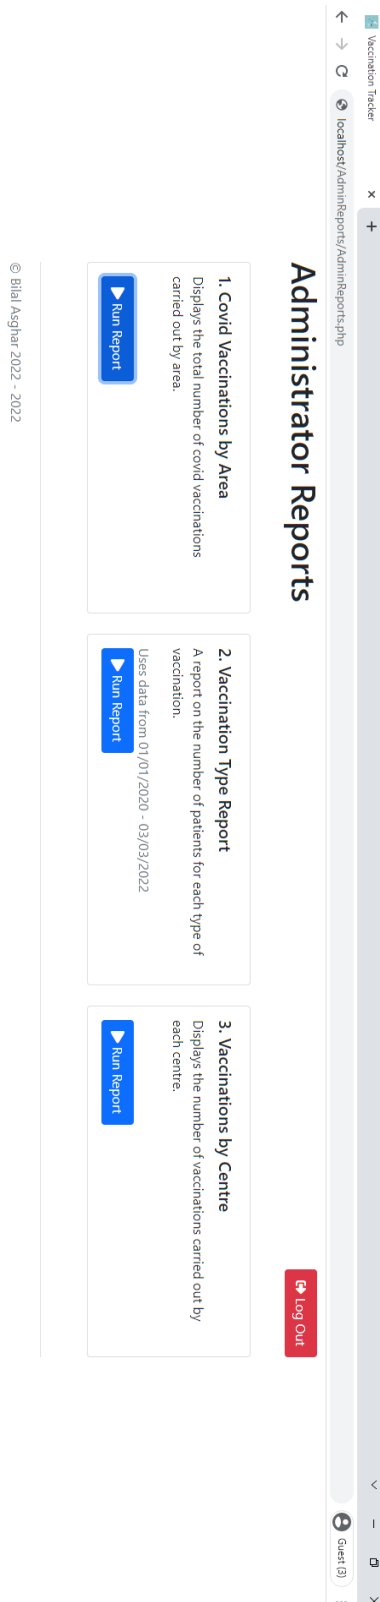 Vaccination Tracker
localhost/AdminReports/AdminReports.php
Guest (3)
Administrator Reports
Log Out
1. Covid Vaccinations by Area
Displays the total number of covid vaccinations
carried out by area.
Run Report
2. Vaccination Type Report
A report on the number of patients for each type of
vaccination.
Uses data from 01/01/2020 - 03/03/2022
Run Report
3. Vaccinations by Centre
Displays the number of vaccinations carried out by
each centre.
Run Report
© Bilal Asghar 2022 - 2022